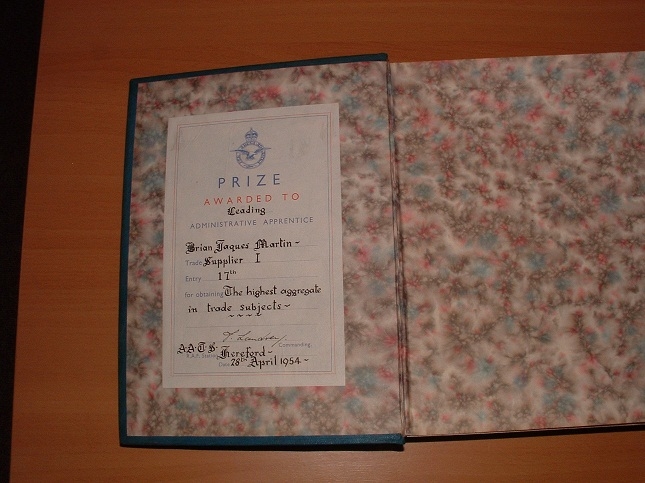 PRIZE
AWARDED TO
Leading
ADMINISTRATIVE APPRENTICE
Brian Jaques Martin ~
Trade Supplier I
Entry 17th
for obtaining The highest aggregate
in trade subjects ~
Commanding
A.A.T.S. Hereford ~
R.A.F. Station
Date 28th April 1954 ~